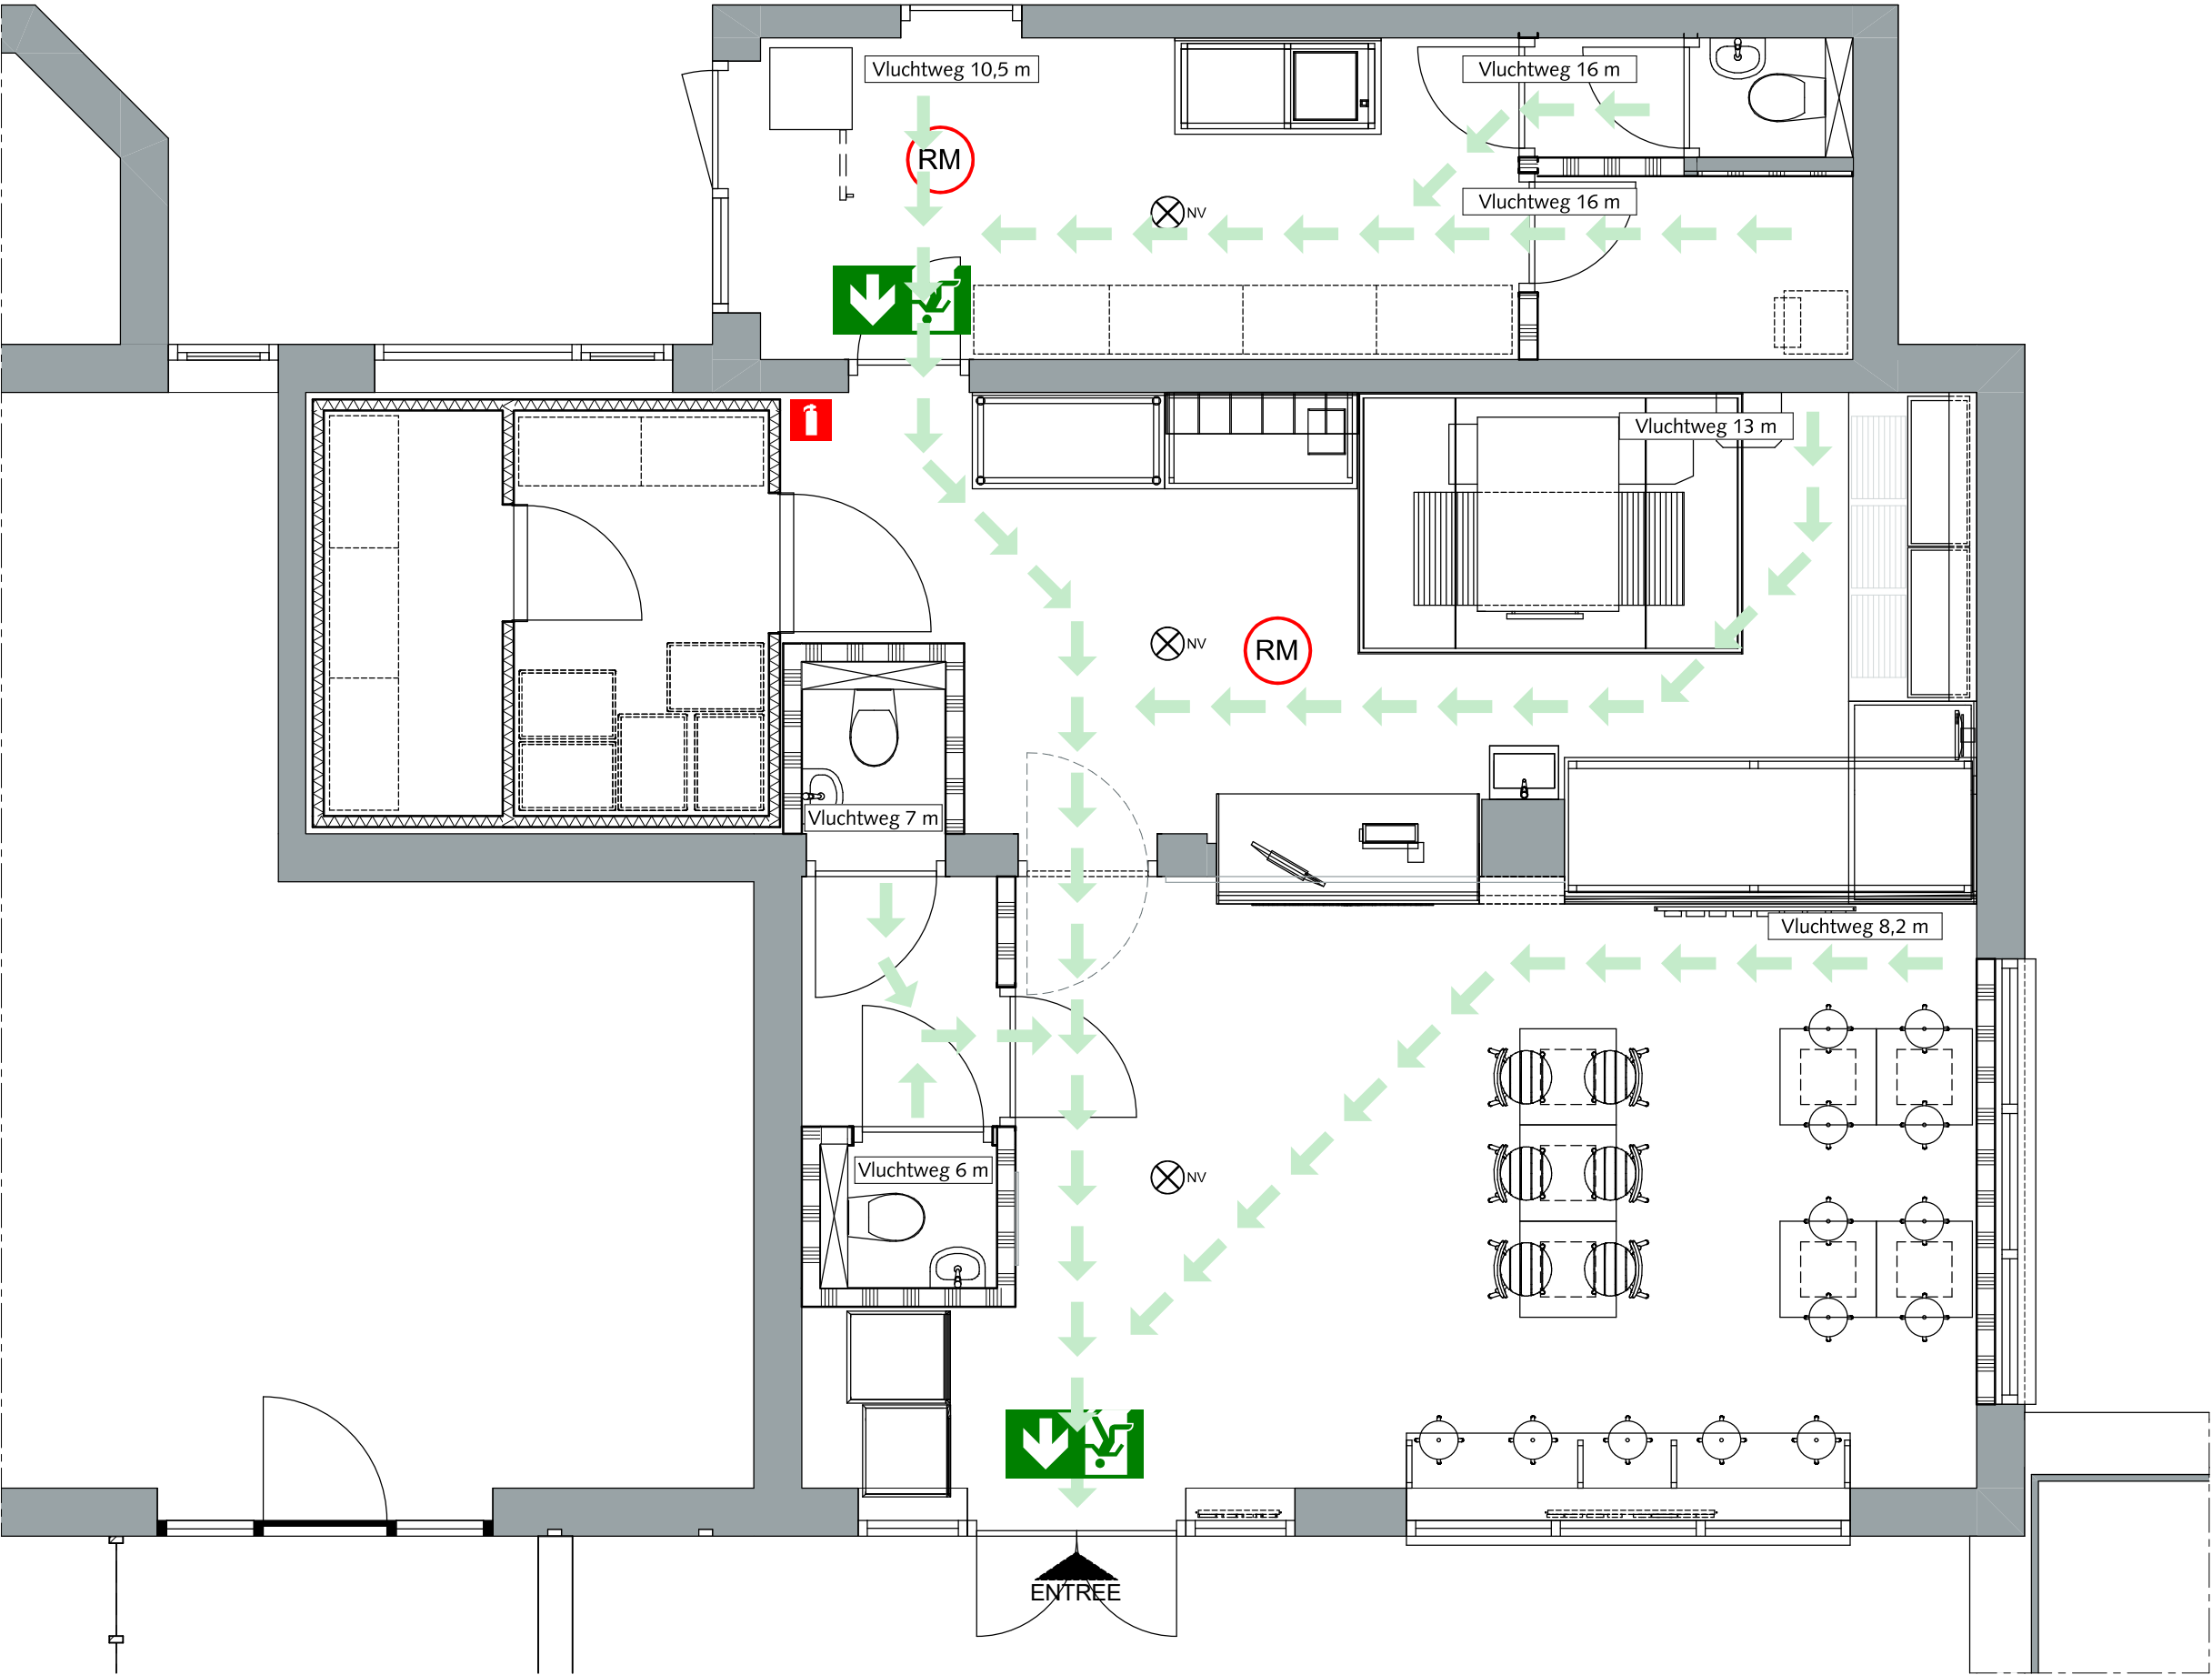 Vluchtweg 10,5 m
Vluchtweg 16 m
RM
Vluchtweg 16 m
NV
Vluchtweg 13 m
NV
RM
Vluchtweg 7 m
Vluchtweg 8,2 m
Vluchtweg 6 m
NV
ENTREE